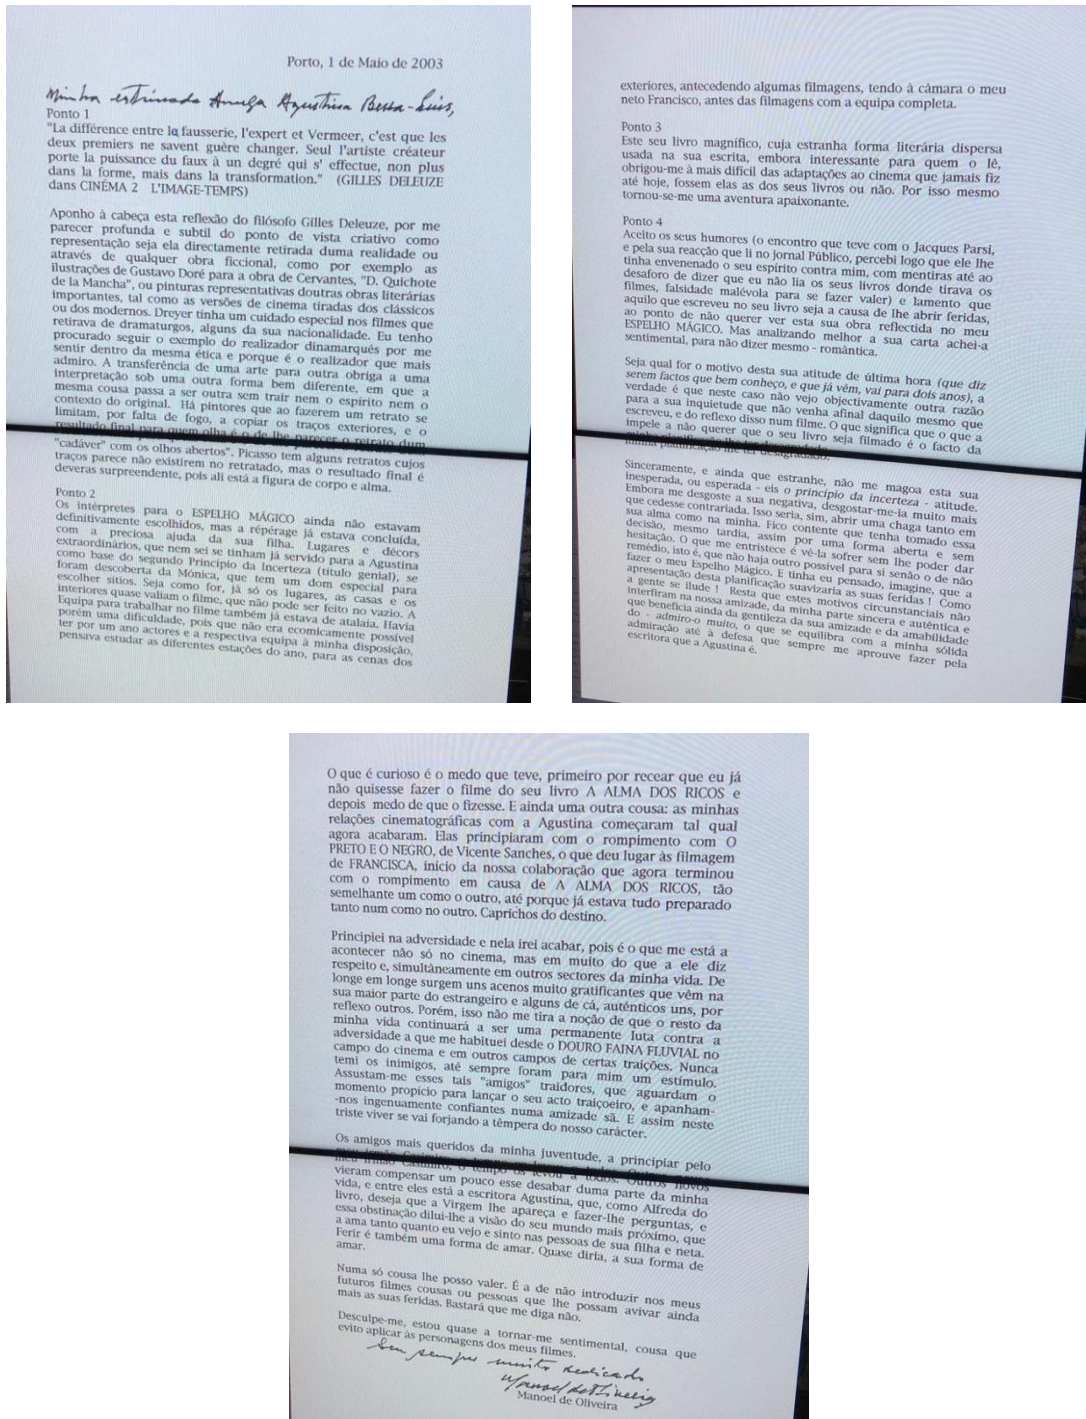 Porto, 1 de Maio de 2003
Minha estimada Amiga Agustina Bessa-Luís,
Ponto 1
"La différence entre la fausserie, l'expert et Vermeer, c'est que les
deux premiers ne savent guère changer. Seul l'artiste créateur
porte la puissance du faux à un degré qui s' effectue, non plus
dans la forme, mais dans la transformation." (GILLES DELEUZE
dans CINÉMA 2 L'IMAGE-TEMPS)
Aponho à cabeça esta reflexão do filósofo Gilles Deleuze, por me
parecer profunda e subtil do ponto de vista criativo como
representação seja ela directamente retirada duma realidade ou
através de qualquer obra ficcional, como por exemplo as
ilustrações de Gustavo Doré para a obra de Cervantes, "D. Quichote
de la Mancha", ou pinturas representativas doutras obras literárias
importantes, tal como as versões de cinema tiradas dos clássicos
ou dos modernos. Dreyer tinha um cuidado especial nos filmes que
retirava de dramaturgos, alguns da sua nacionalidade. Eu tenho
procurado seguir o exemplo do realizador dinamarquês por me
sentir dentro da mesma ética e porque é o realizador que mais
admiro. A transferência de uma arte para outra obriga a uma
interpretação sob uma outra forma bem diferente, em que a
mesma cousa passa a ser outra sem trair nem o espírito nem o
contexto do original. Há pintores que ao fazerem um retrato se
limitam, por falta de fogo, a copiar os traços exteriores, e o
resultado final para quem olha é o de lhe parecer o retrato dum
"cadáver" com os olhos abertos". Picasso tem alguns retratos cujos
traços parece não existirem no retratado, mas o resultado final é
deveras surpreendente, pois ali está a figura de corpo e alma.
Ponto 2
Os intérpretes para o ESPELHO MÁGICO ainda não estavam
definitivamente escolhidos, mas a répérage já estava concluída,
com a preciosa ajuda da sua filha. Lugares e décors
extraordinários, que nem sei se tinham já servido para a Agustina
como base do segundo Princípio da Incerteza (título genial), se
foram descoberta da Mónica, que tem um dom especial para
escolher sítios. Seja como for, já só os lugares, as casas e os
interiores quase valiam o filme, que não pode ser feito no vazio. A
Equipa para trabalhar no filme também já estava de atalaia. Havia
porém uma dificuldade, pois que não era ecomicamente possível
ter por um ano actores e a respectiva equipa à minha disposição,
pensava estudar as diferentes estações do ano, para as cenas dos
exteriores, antecedendo algumas filmagens, tendo à câmara o meu
neto Francisco, antes das filmagens com a equipa completa.
Ponto 3
Este seu livro magnífico, cuja estranha forma literária dispersa
usada na sua escrita, embora interessante para quem o lê,
obrigou-me à mais difícil das adaptações ao cinema que jamais fiz
até hoje, fossem elas as dos seus livros ou não. Por isso mesmo
tornou-se-me uma aventura apaixonante.
Ponto 4
Aceito os seus humores (o encontro que teve com o Jacques Parsi,
e pela sua reacção que li no jornal Público, percebi logo que ele lhe
tinha envenenado o seu espírito contra mim, com mentiras até ao
desaforo de dizer que eu não lia os seus livros donde tirava os
filmes, falsidade malévola para se fazer valer) e lamento que
aquilo que escreveu no seu livro seja a causa de lhe abrir feridas,
ao ponto de não querer ver esta sua obra reflectida no meu
ESPELHO MÁGICO. Mas analizando melhor a sua carta achei-a
sentimental, para não dizer mesmo - romântica.
Seja qual for o motivo desta sua atitude de última hora (que diz
serem factos que bem conheço, e que já vêm, vai para dois anos), a
verdade é que neste caso não vejo objectivamente outra razão
para a sua inquietude que não venha afinal daquilo mesmo que
escreveu, e do reflexo disso num filme. O que significa que o que a
impele a não querer que o seu livro seja filmado é o facto da
minha planificação lhe ter desagradado.
Sinceramente, e ainda que estranhe, não me magoa esta sua
inesperada, ou esperada - eis o princípio da incerteza - atitude.
Embora me desgoste a sua negativa, desgostar-me-ia muito mais
que cedesse contrariada. Isso seria, sim, abrir uma chaga tanto em
sua alma como na minha. Fico contente que tenha tomado essa
decisão, mesmo tardia, assim por uma forma aberta e sem
hesitação. O que me entristece é vê-la sofrer sem lhe poder dar
remédio, isto é, que não haja outro possível para si senão o de não
fazer o meu Espelho Mágico. E tinha eu pensado, imagine, que a
apresentação desta planificação suavizaria as suas feridas ! Como
a gente se ilude ! Resta que estes motivos circunstanciais não
interfiram na nossa amizade, da minha parte sincera e autêntica e
que beneficia ainda da gentileza da sua amizade e da amabilidade
do - admiro-o muito, o que se equilibra com a minha sólida
admiração até à defesa que sempre me aprouve fazer pela
escritora que a Agustina é.
O que é curioso é o medo que teve, primeiro por recear que eu já
não quisesse fazer o filme do seu livro A ALMA DOS RICOS e
depois medo de que o fizesse. E ainda uma outra cousa: as minhas
relações cinematográficas com a Agustina começaram tal qual
agora acabaram. Elas principiaram com o rompimento com O
PRETO E O NEGRO, de Vicente Sanches, o que deu lugar às filmagem
de FRANCISCA, início da nossa colaboração que agora terminou
com o rompimento em causa de A ALMA DOS RICOS, tão
semelhante um como o outro, até porque já estava tudo preparado
tanto num como no outro. Caprichos do destino.
Principiei na adversidade e nela irei acabar, pois é o que me está a
acontecer não só no cinema, mas em muito do que a ele diz
respeito e, simultâneamente em outros sectores da minha vida. De
longe em longe surgem uns acenos muito gratificantes que vêm na
sua maior parte do estrangeiro e alguns de cá, autênticos uns, por
reflexo outros. Porém, isso não me tira a noção de que o resto da
minha vida continuará a ser uma permanente luta contra a
adversidade a que me habituei desde o DOURO FAINA FLUVIAL no
campo do cinema e em outros campos de certas traições. Nunca
temi os inimigos, até sempre foram para mim um estímulo.
Assustam-me esses tais "amigos" traidores, que aguardam o
momento propício para lançar o seu acto traiçoeiro, e apanham-
-nos ingenuamente confiantes numa amizade sã. E assim neste
triste viver se vai forjando a têmpera do nosso carácter.
Os amigos mais queridos da minha juventude, a principiar pelo
meu irmão Casimiro, o tempo os levou a todos. Outros novos
vieram compensar um pouco esse desabar duma parte da minha
vida, e entre eles está a escritora Agustina, que, como Alfreda do
livro, deseja que a Virgem lhe apareça e fazer-lhe perguntas, e
essa obstinação dilui-lhe a visão do seu mundo mais próximo, que
a ama tanto quanto eu vejo e sinto nas pessoas de sua filha e neta.
Ferir é também uma forma de amar. Quase diria, a sua forma de
amar.
Numa só cousa lhe posso valer. É a de não introduzir nos meus
futuros filmes cousas ou pessoas que lhe possam avivar ainda
mais as suas feridas. Bastará que me diga não.
Desculpe-me, estou quase a tornar-me sentimental, cousa que
evito aplicar às personagens dos meus filmes.
Seu sempre muito dedicado
Manoel de Oliveira
Manoel de Oliveira